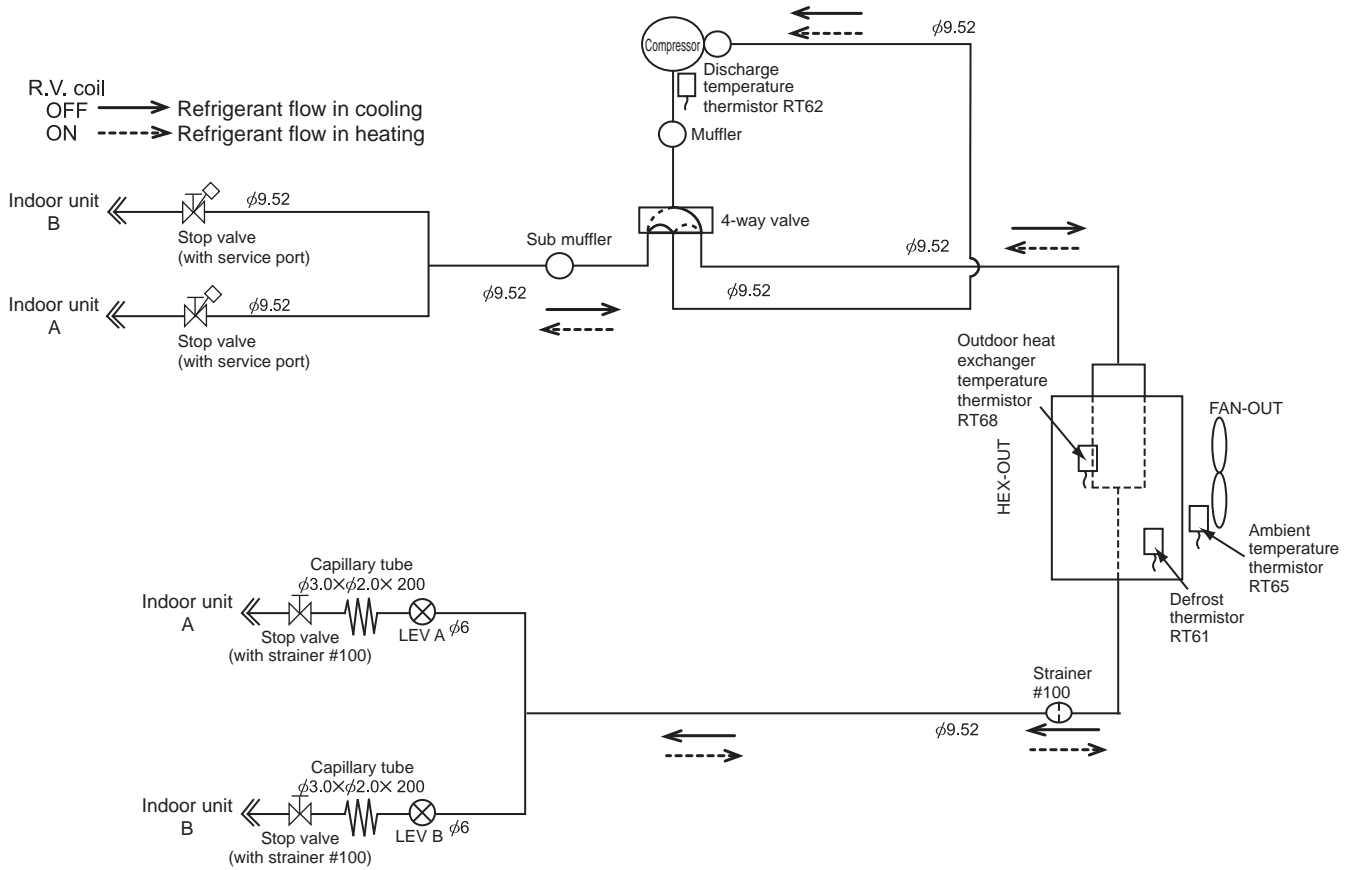 R.V. coil
OFF Refrigerant flow in cooling
ON Refrigerant flow in heating
Compressor
ϕ9.52
Discharge
temperature
thermistor RT62
Muffler
4-way valve
Indoor unit
B
ϕ9.52
Stop valve
(with service port)
Sub muffler
ϕ9.52
ϕ9.52
ϕ9.52
Indoor unit
A
ϕ9.52
Stop valve
(with service port)
Outdoor heat
exchanger
temperature
thermistor
RT68
FAN-OUT
HEX-OUT
Ambient
temperature
thermistor
RT65
Defrost
thermistor
RT61
Capillary tube
ϕ3.0×ϕ2.0× 200
Indoor unit
A
LEV A ϕ6
Stop valve
(with strainer #100)
Strainer
#100
ϕ9.52
Capillary tube
ϕ3.0×ϕ2.0× 200
Indoor unit
B
LEV B ϕ6
Stop valve
(with strainer #100)